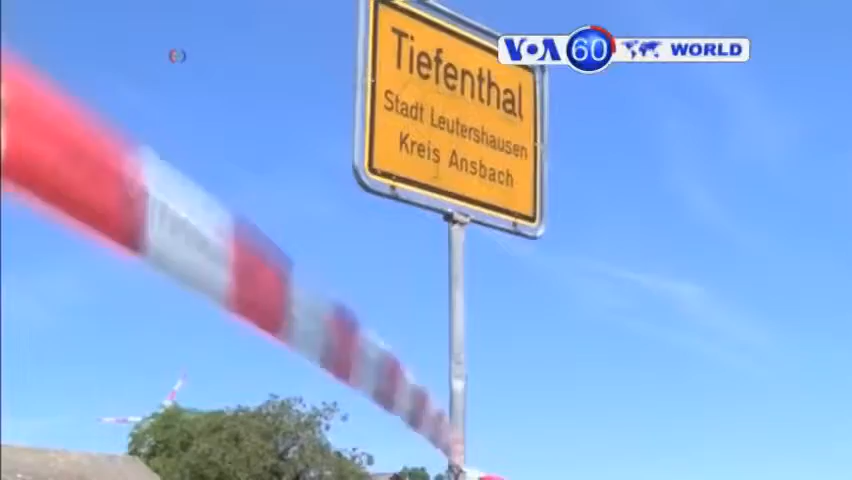 VOA 60 WORLD
Tiefenthal
Stadt Leutershausen
Kreis Ansbach